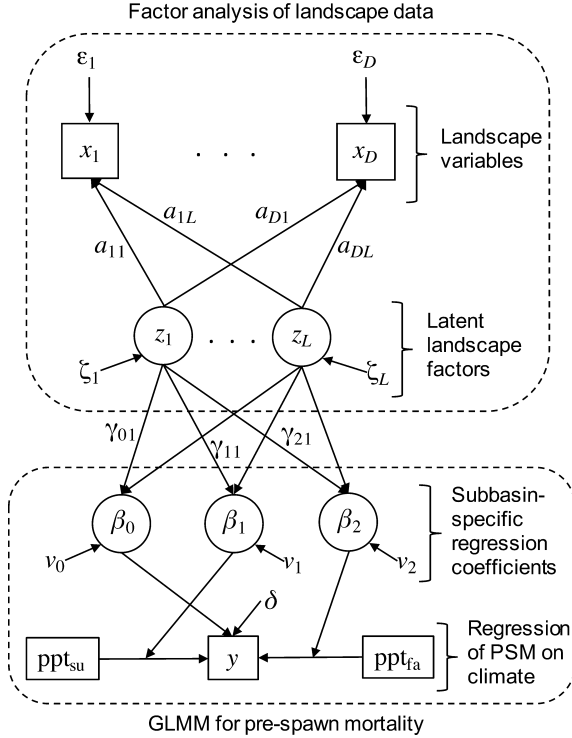 Factor analysis of landscape data
ε1 εD
x1 . . . xD
Landscape
variables
a1L aD1
a11 aDL
z1 . . . zL
Latent
landscape
factors
ζ1 ζL
γ01 γ11 γ21
β0 β1 β2
Subbasin-
specific
regression
coefficients
v0 v1 v2
δ
pptsu y pptfa
Regression
of PSM on
climate
GLMM for pre-spawn mortality